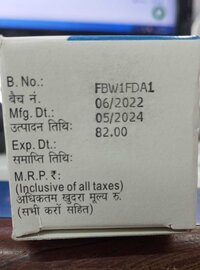 B. No.: FBW1FDA1
बैच नं. 06/2022
Mfg. Dt.: 05/2024
उत्पादन तिथि: 82.00
Exp. Dt.:
समाप्ति तिथि:
M.R.P. ₹:
(Inclusive of all taxes)
अधिकतम खुदरा मूल्य रु.
(सभी करों सहित)